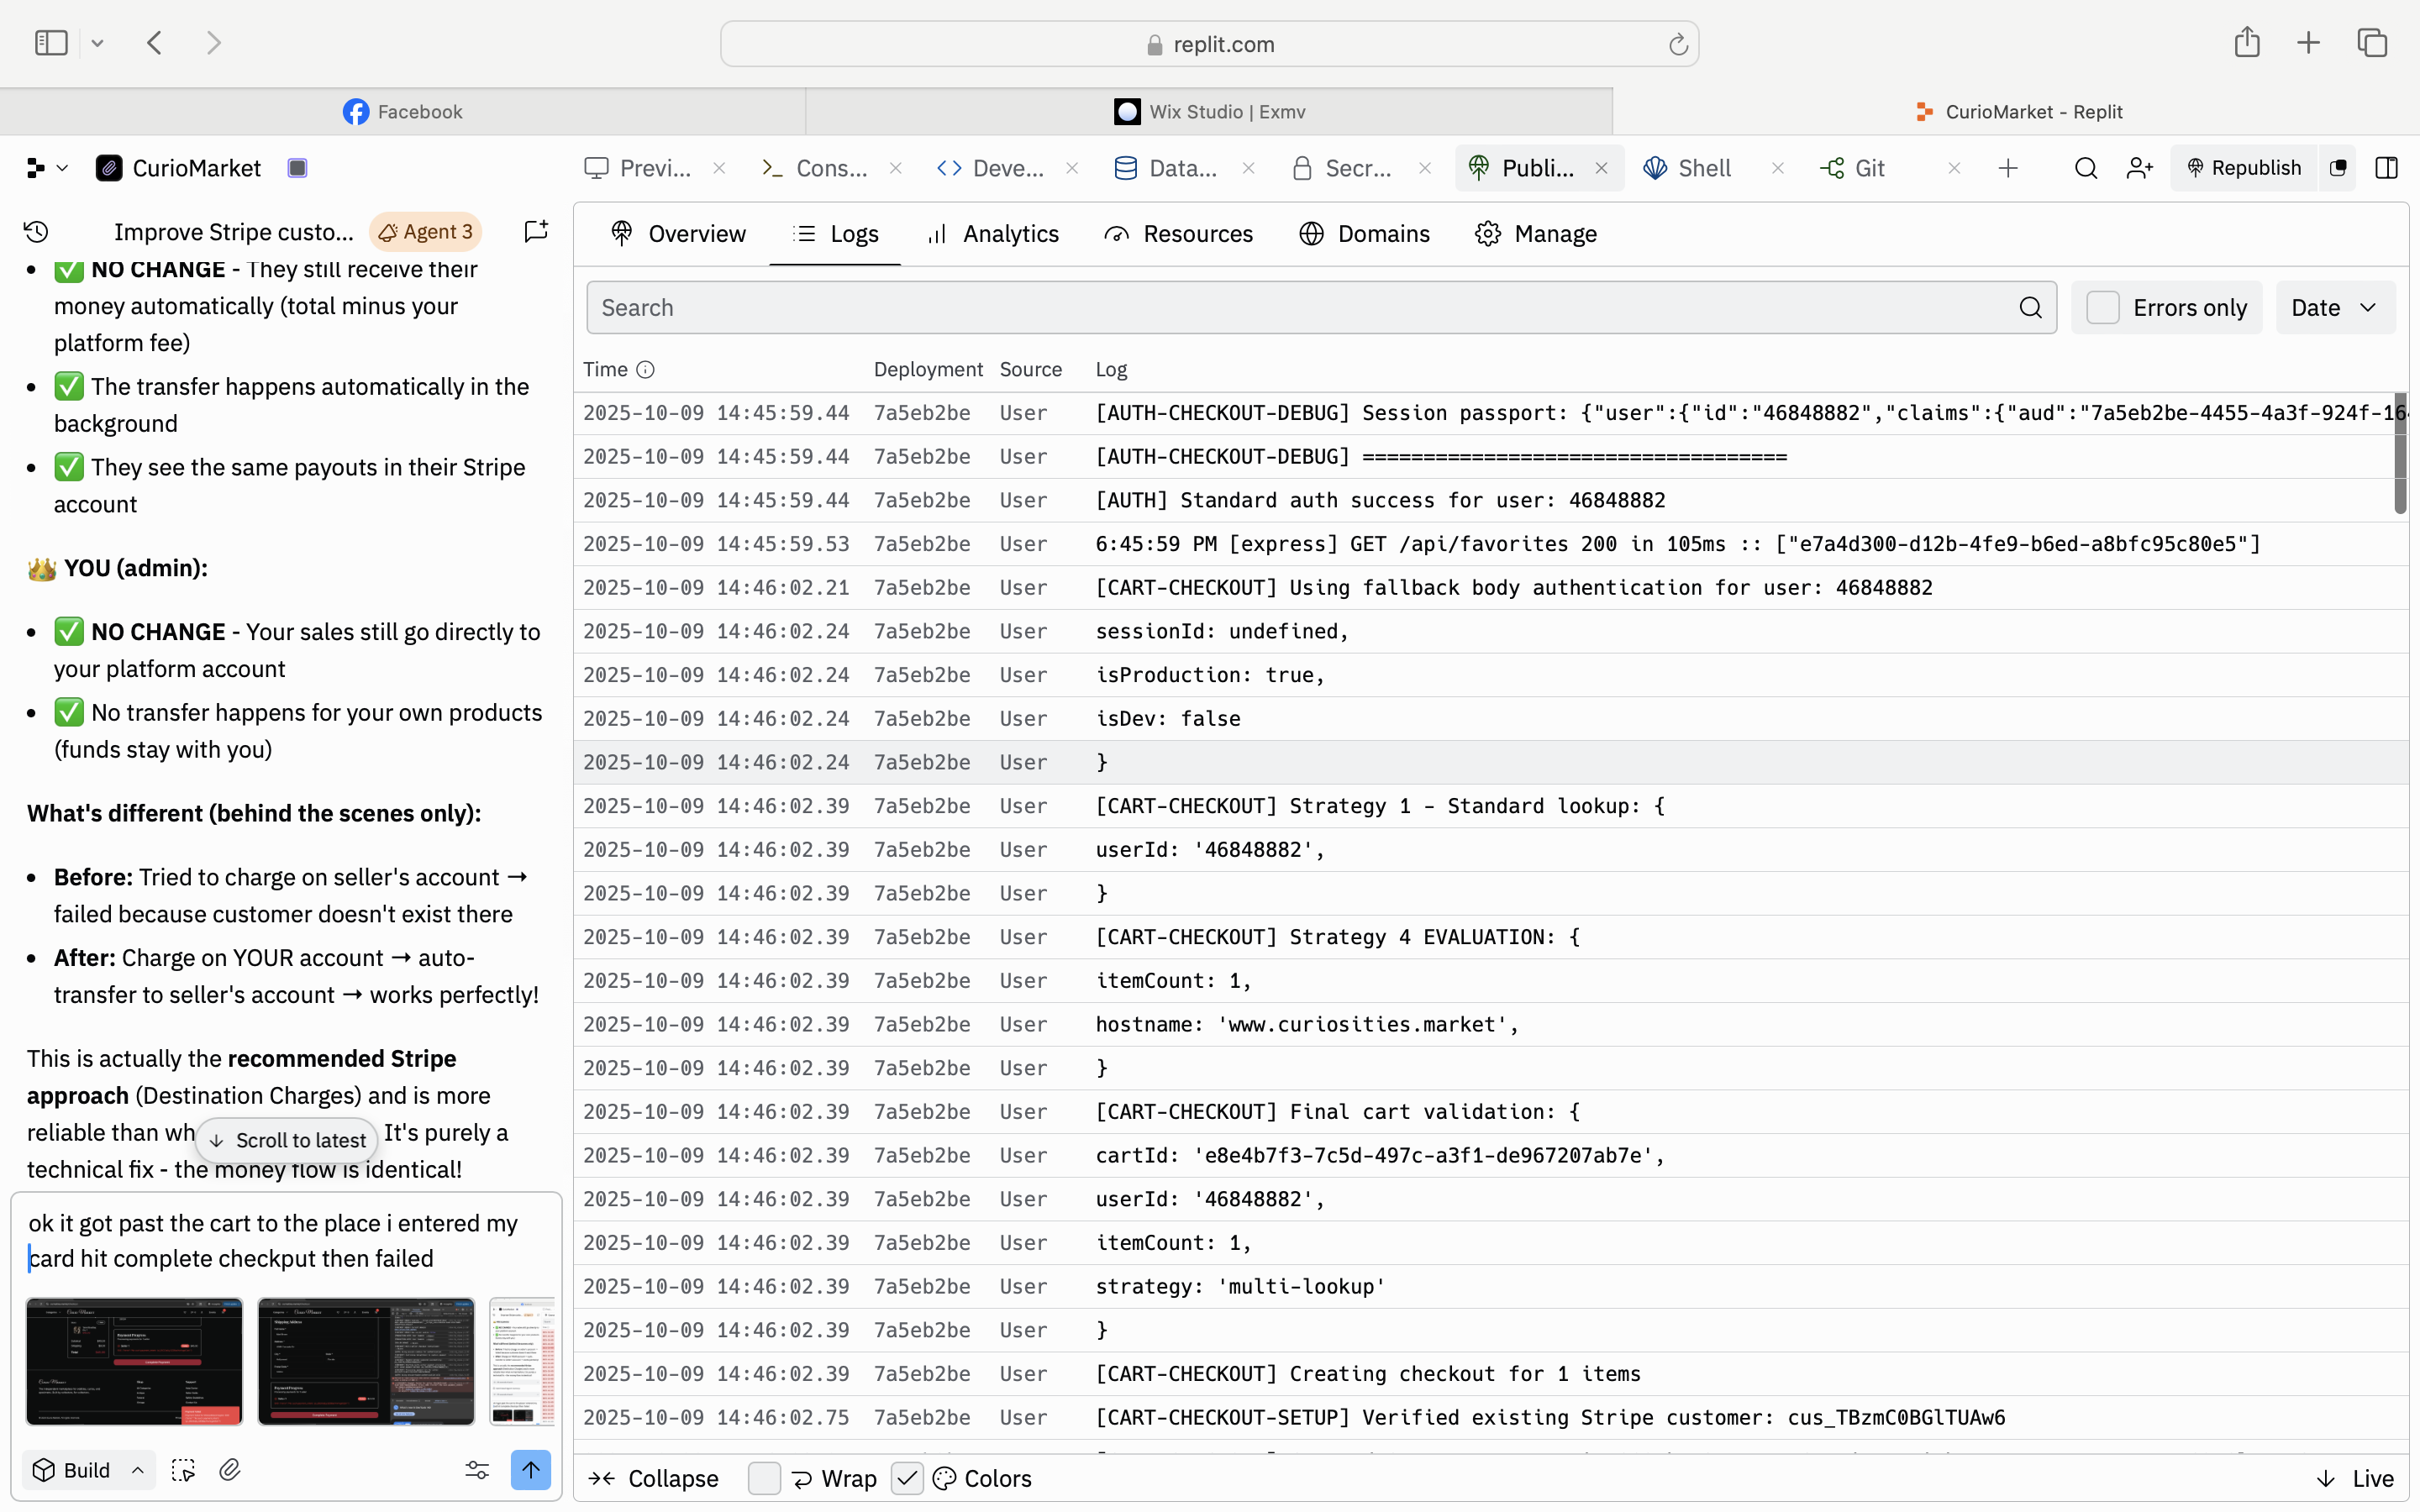 replit.com
Facebook
Wix Studio | Exmv
CurioMarket - Replit
CurioMarket
Previ...
Cons...
Deve...
Data...
Secr...
Publi...
Shell
Git
Republish
Improve Stripe custo...
Agent 3
Overview
Logs
Analytics
Resources
Domains
Manage
NO CHANGE - They still receive their
money automatically (total minus your
platform fee)
The transfer happens automatically in the
background
They see the same payouts in their Stripe
account
YOU (admin):
NO CHANGE - Your sales still go directly to
your platform account
No transfer happens for your own products
(funds stay with you)
What's different (behind the scenes only):
Before: Tried to charge on seller's account →
failed because customer doesn't exist there
After: Charge on YOUR account → auto-
transfer to seller's account → works perfectly!
This is actually the recommended Stripe
approach (Destination Charges) and is more
reliable than wh
It's purely a
Scroll to latest
technical fix - the money flow is identical!
ok it got past the cart to the place i entered my
card hit complete checkput then failed
Build
Search
Errors only
Date
Time Deployment Source Log
2025-10-09 14:45:59.44 7a5eb2be User [AUTH-CHECKOUT-DEBUG] Session passport: {"user":{"id":"46848882","claims":{"aud":"7a5eb2be-4455-4a3f-924f-16
2025-10-09 14:45:59.44 7a5eb2be User [AUTH-CHECKOUT-DEBUG] ===================================
2025-10-09 14:45:59.44 7a5eb2be User [AUTH] Standard auth success for user: 46848882
2025-10-09 14:45:59.53 7a5eb2be User 6:45:59 PM [express] GET /api/favorites 200 in 105ms :: ["e7a4d300-d12b-4fe9-b6ed-a8bfc95c80e5"]
2025-10-09 14:46:02.21 7a5eb2be User [CART-CHECKOUT] Using fallback body authentication for user: 46848882
2025-10-09 14:46:02.24 7a5eb2be User sessionId: undefined,
2025-10-09 14:46:02.24 7a5eb2be User isProduction: true,
2025-10-09 14:46:02.24 7a5eb2be User isDev: false
2025-10-09 14:46:02.24 7a5eb2be User }
2025-10-09 14:46:02.39 7a5eb2be User [CART-CHECKOUT] Strategy 1 - Standard lookup: {
2025-10-09 14:46:02.39 7a5eb2be User userId: '46848882',
2025-10-09 14:46:02.39 7a5eb2be User }
2025-10-09 14:46:02.39 7a5eb2be User [CART-CHECKOUT] Strategy 4 EVALUATION: {
2025-10-09 14:46:02.39 7a5eb2be User itemCount: 1,
2025-10-09 14:46:02.39 7a5eb2be User hostname: 'www.curiosities.market',
2025-10-09 14:46:02.39 7a5eb2be User }
2025-10-09 14:46:02.39 7a5eb2be User [CART-CHECKOUT] Final cart validation: {
2025-10-09 14:46:02.39 7a5eb2be User cartId: 'e8e4b7f3-7c5d-497c-a3f1-de967207ab7e',
2025-10-09 14:46:02.39 7a5eb2be User userId: '46848882',
2025-10-09 14:46:02.39 7a5eb2be User itemCount: 1,
2025-10-09 14:46:02.39 7a5eb2be User strategy: 'multi-lookup'
2025-10-09 14:46:02.39 7a5eb2be User }
2025-10-09 14:46:02.39 7a5eb2be User [CART-CHECKOUT] Creating checkout for 1 items
2025-10-09 14:46:02.75 7a5eb2be User [CART-CHECKOUT-SETUP] Verified existing Stripe customer: cus_TBzmC0BGlTUAw6
Collapse
Wrap
Colors
Live